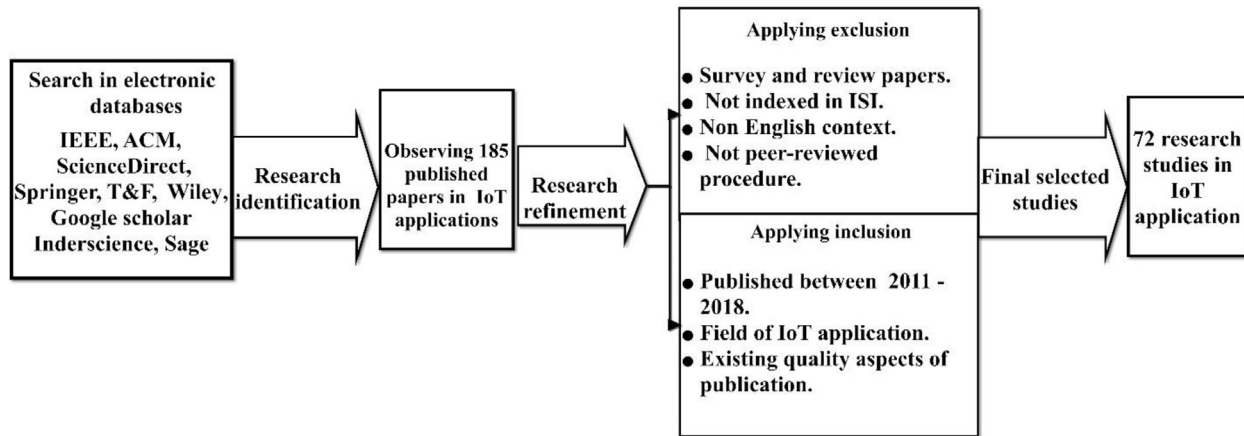 Search in electronic
databases
IEEE, ACM,
ScienceDirect,
Springer, T&F, Wiley,
Google scholar
Inderscience, Sage
Research
identification
Observing 185
published
papers in IoT
applications
Research
refinement
Applying exclusion
● Survey and review papers.
● Not indexed in ISI.
● Non English context.
● Not peer-reviewed
procedure.
Applying inclusion
● Published between 2011 -
2018.
● Field of IoT application.
● Existing quality aspects of
publication.
Final selected
studies
72 research
studies in
IoT
application